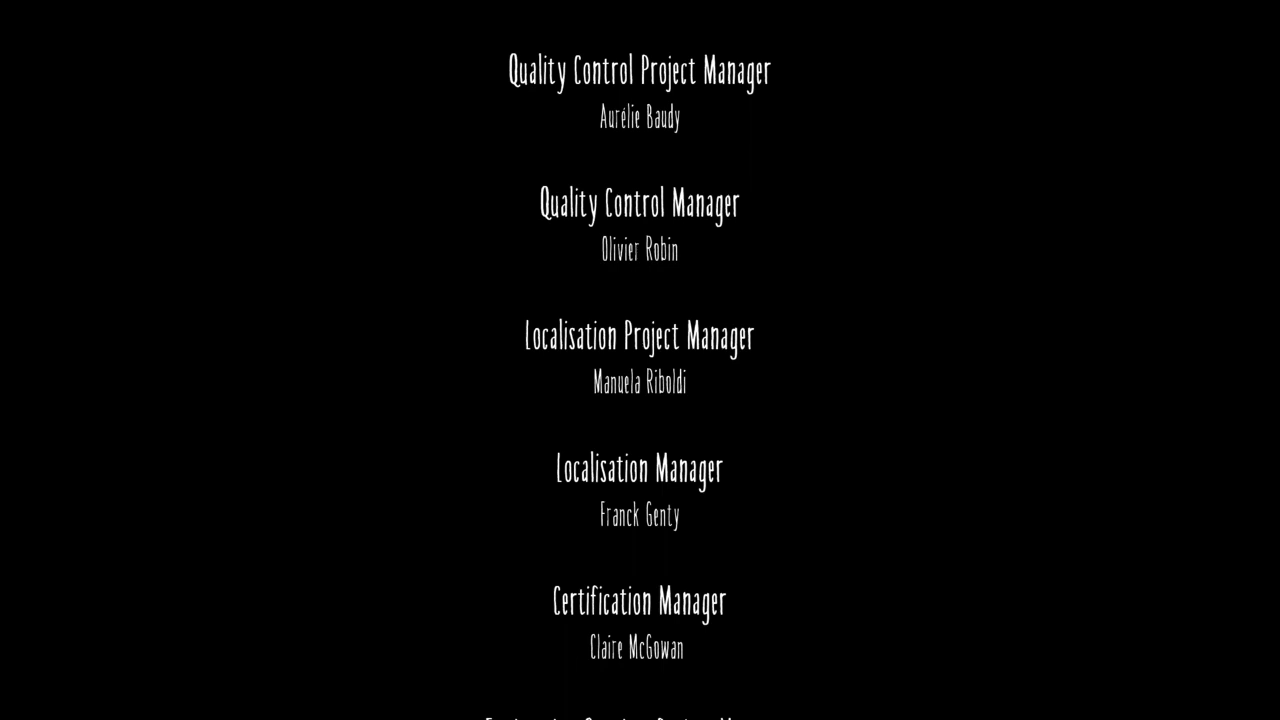 Quality Control Project Manager
Aurélie Baudy
Quality Control Manager
Olivier Robin
Localisation Project Manager
Manuela Riboldi
Localisation Manager
Franck Genty
Certification Manager
Claire McGowan